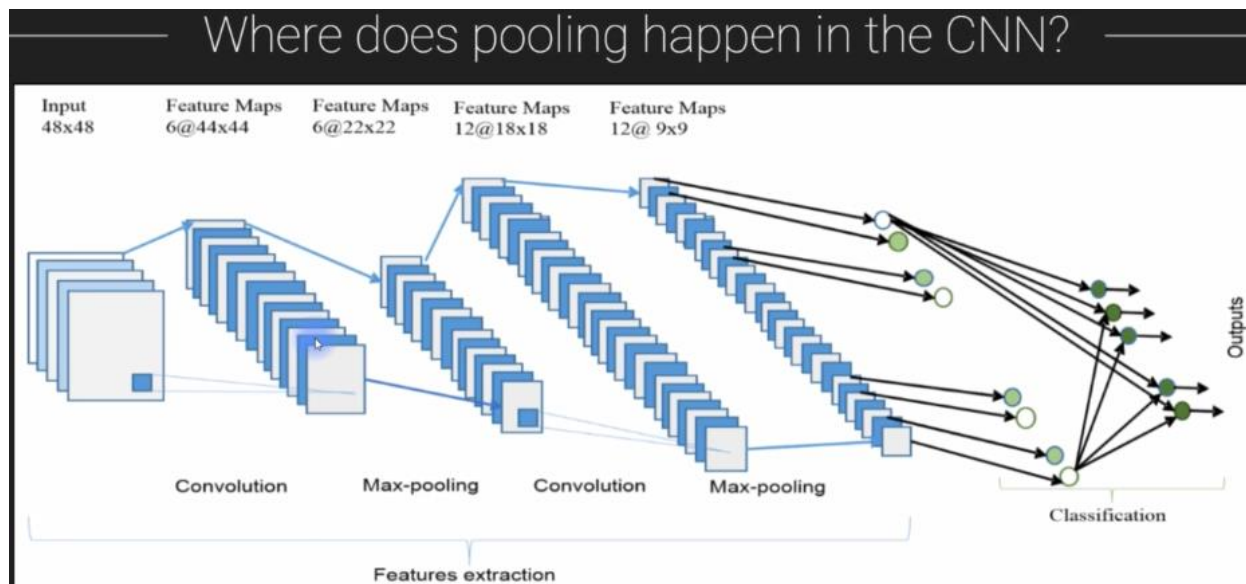 Where does pooling happen in the CNN?
Input
48x48
Feature Maps
6@44x44
Feature Maps
6@22x22
Feature Maps
12@18x18
Feature Maps
12@ 9x9
Outputs
Convolution
Max-pooling
Convolution
Max-pooling
Classification
Features extraction